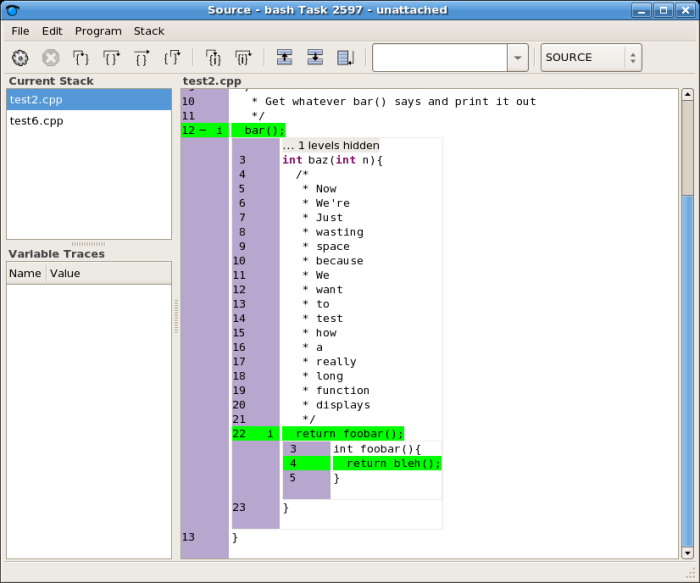 Source - bash Task 2597 - unattached
File Edit Program Stack
SOURCE
Current Stack
test2.cpp
test6.cpp
Variable Traces
Name Value
test2.cpp
10 * Get whatever bar() says and print it out
11 */
12 – i bar();
... 1 levels hidden
3 int baz(int n){
4 /*
5 * Now
6 * We're
7 * Just
8 * wasting
9 * space
10 * because
11 * We
12 * want
13 * to
14 * test
15 * how
16 * a
17 * really
18 * long
19 * function
20 * displays
21 */
22 i return foobar();
3 int foobar(){
4 return bleh();
5 }
23 }
13 }